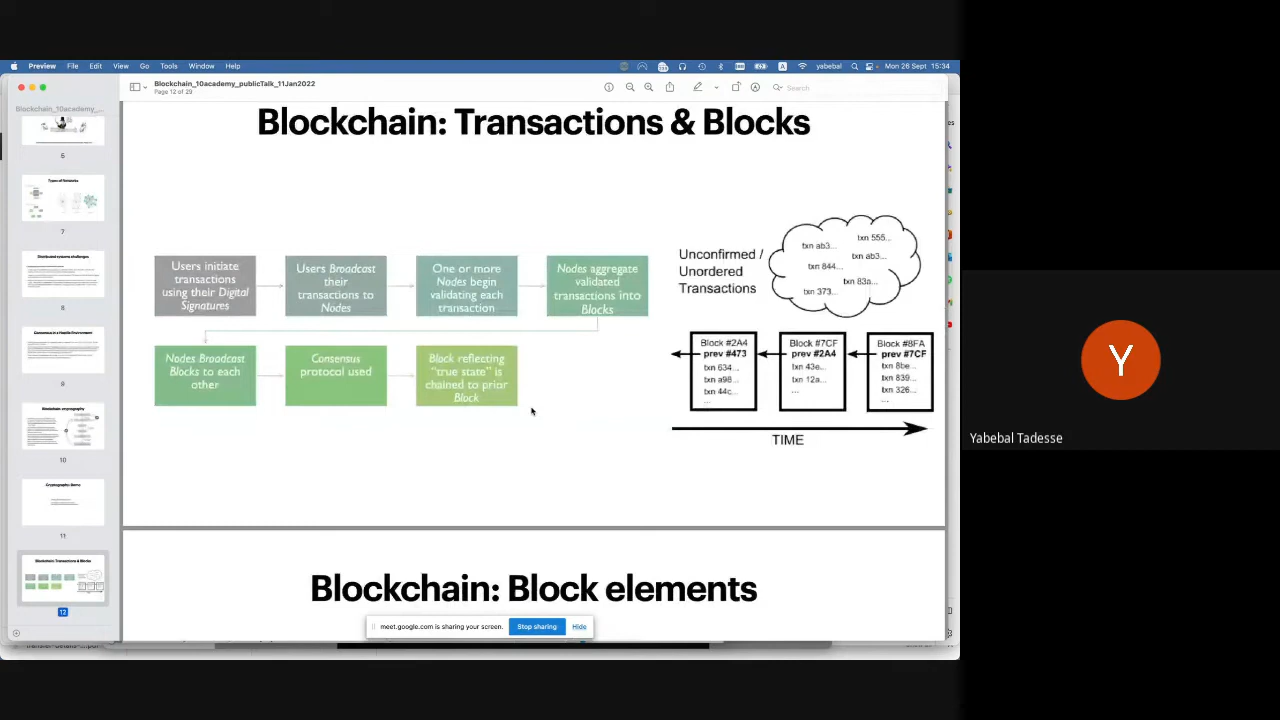 Preview File Edit View Go Tools Window Help
yabebal Mon 26 Sept 15:34
Blockchain_10academy_publicTalk_11Jan2022
Page 12 of 29
Search
Blockchain_10academy_...
6
Types of Networks
7
Distributed systems challenges
8
Consensus in a Hostile Environment
9
Blockchain: cryptography
10
Cryptography Demo
11
Blockchain: Transactions & Blocks
12
Blockchain: Transactions & Blocks
Users initiate
transactions
using their Digital
Signatures
Users Broadcast
their
transactions to
Nodes
One or more
Nodes begin
validating each
transaction
Nodes aggregate
validated
transactions into
Blocks
Nodes Broadcast
Blocks to each
other
Consensus
protocol used
Block reflecting
"true state" is
chained to prior
Block
Unconfirmed /
Unordered
Transactions
txn ab3...
txn 555...
txn ab3...
txn 844...
txn 83a...
txn 373...
Block #2A4
prev #473
txn 634...
txn a98...
txn 44c...
...
Block #7CF
prev #2A4
txn 43e...
txn 12a...
...
Block #8FA
prev #7CF
txn 8be...
txn 839...
txn 326...
...
TIME
Blockchain: Block elements
meet.google.com is sharing your screen.
Stop sharing
Hide
Y
Yabebal Tadesse